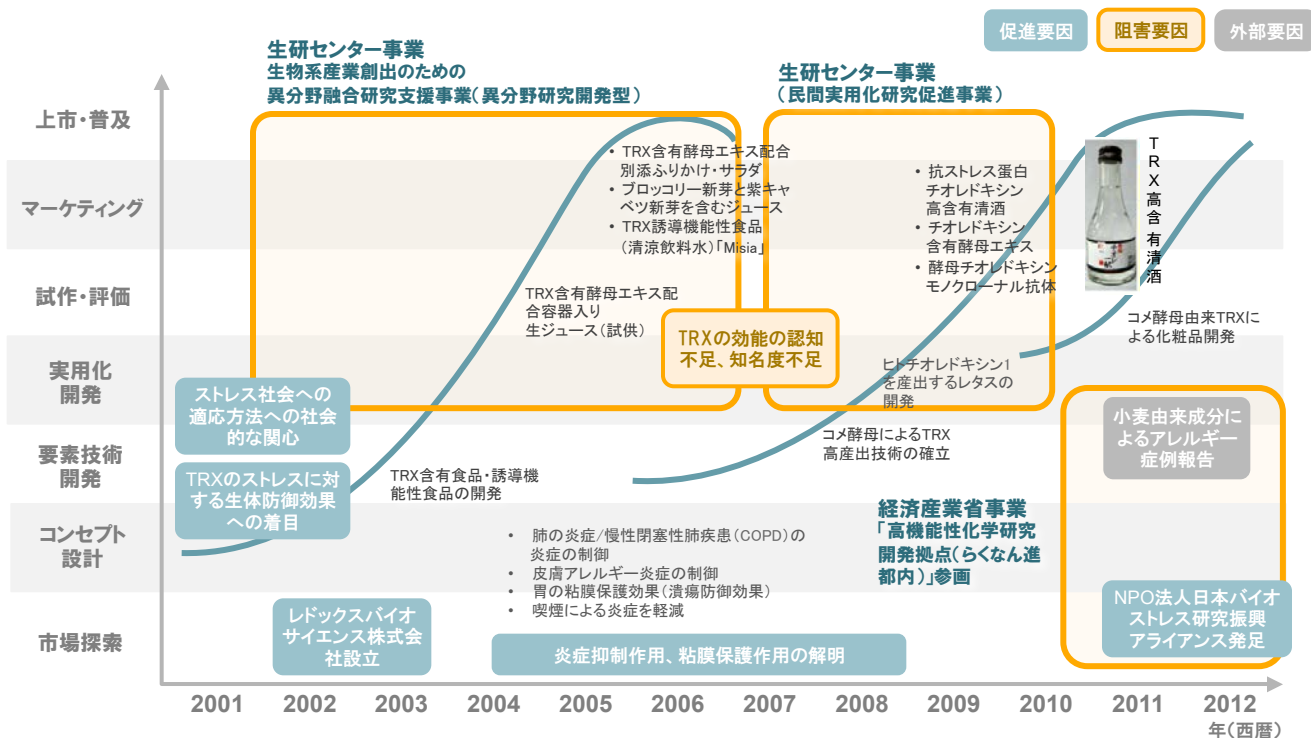 促進要因
阻害要因
外部要因
生研センター事業
生物系産業創出のための
異分野融合研究支援事業(異分野研究開発型)
生研センター事業
(民間実用化研究促進事業)
上市・普及
マーケティング
試作・評価
実用化
開発
要素技術
開発
コンセプト
設計
市場探索
• TRX含有酵母エキス配合
別添ふりかけ・サラダ
• ブロッコリー新芽と紫キャ
ベツ新芽を含むジュース
• TRX誘導機能性食品
(清涼飲料水)「Misia」
• 抗ストレス蛋白
チオレドキシン
高含有清酒
• チオレドキシン
含有酵母エキス
• 酵母チオレドキシン
モノクローナル抗体
TRX高含有清酒
TRX含有酵母エキス配
合容器入り
生ジュース(試供)
TRXの効能の認知
不足、知名度不足
コメ酵母由来TRXに
よる化粧品開発
ヒトチオレドキシン1
を産出するレタスの
開発
ストレス社会への
適応方法への社会
的な関心
小麦由来成分に
よるアレルギー
症例報告
コメ酵母によるTRX
高産出技術の確立
TRXのストレスに対
する生体防御効果
への着目
TRX含有食品・誘導機
能性食品の開発
経済産業省事業
「高機能性化学研究
開発拠点(らくなん進
都内)」参画
• 肺の炎症/慢性閉塞性肺疾患(COPD)の
炎症の制御
• 皮膚アレルギー炎症の制御
• 胃の粘膜保護効果(潰瘍防御効果)
• 喫煙による炎症を軽減
レドックスバイオ
サイエンス株式会
社設立
炎症抑制作用、粘膜保護作用の解明
NPO法人日本バイオ
ストレス研究振興
アライアンス発足
2001 2002 2003 2004 2005 2006 2007 2008 2009 2010 2011 2012
年(西暦)